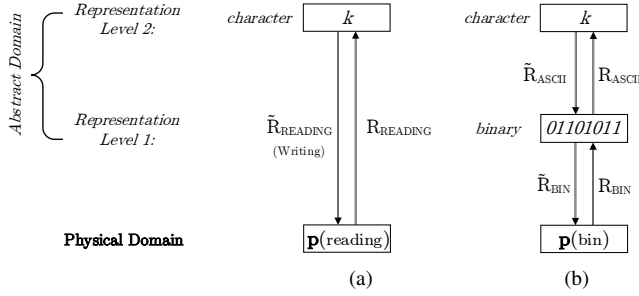 Abstract Domain
Representation
Level 2:
Representation
Level 1:
Physical Domain
character
k
R̃READING
(Writing)
RREADING
p(reading)
(a)
character
k
R̃ASCII
RASCII
binary
01101011
R̃BIN
RBIN
p(bin)
(b)